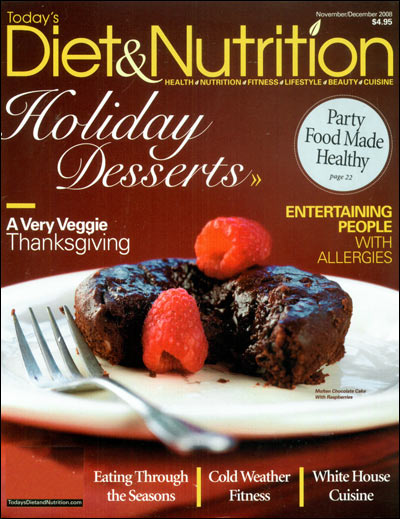 Today's
November/December 2008
$4.95
Diet&Nutrition
HEALTH • NUTRITION • FITNESS • LIFESTYLE • BEAUTY • CUISINE
Holiday
Desserts»
Party
Food Made
Healthy
page 22
A Very Veggie
Thanksgiving
ENTERTAINING
PEOPLE
WITH
ALLERGIES
Molten Chocolate Cake
With Raspberries
Eating Through
the Seasons
Cold Weather
Fitness
White House
Cuisine
TodaysDietandNutrition.com